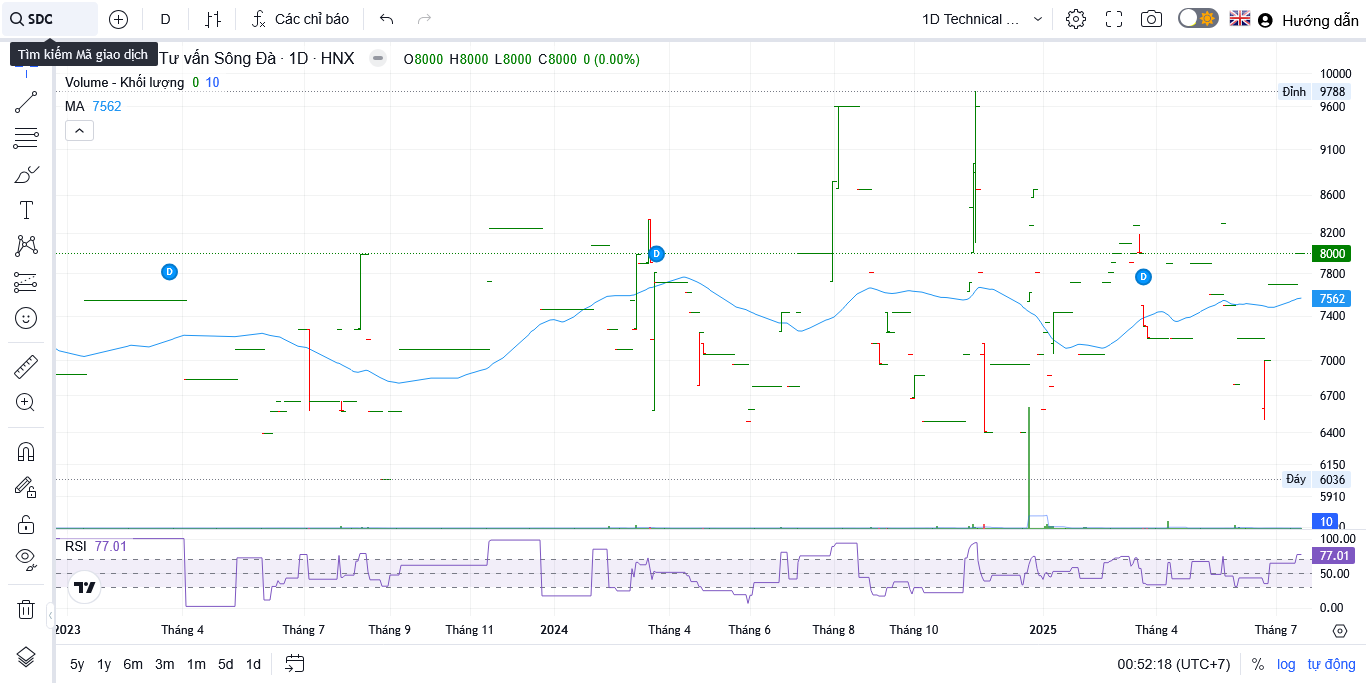 SDC D Các chỉ báo 1D Technical ... Hướng dẫn
Tìm kiếm Mã giao dịch
Tư vấn Sông Đà · 1D · HNX O8000 H8000 L8000 C8000 0 (0.00%)
Volume - Khối lượng 0 10
MA 7562
10000
Đỉnh 9788
9600
9100
8600
8200
8000
7800
7562
7400
7000
6700
6400
6150
Đáy 6036
5910
10
D
D
D
RSI 77.01
100.00
77.01
50.00
0.00
2023 Tháng 4 Tháng 7 Tháng 9 Tháng 11 2024 Tháng 4 Tháng 6 Tháng 8 Tháng 10 2025 Tháng 4 Tháng 7
5y 1y 6m 3m 1m 5d 1d 00:52:18 (UTC+7) % log tự động